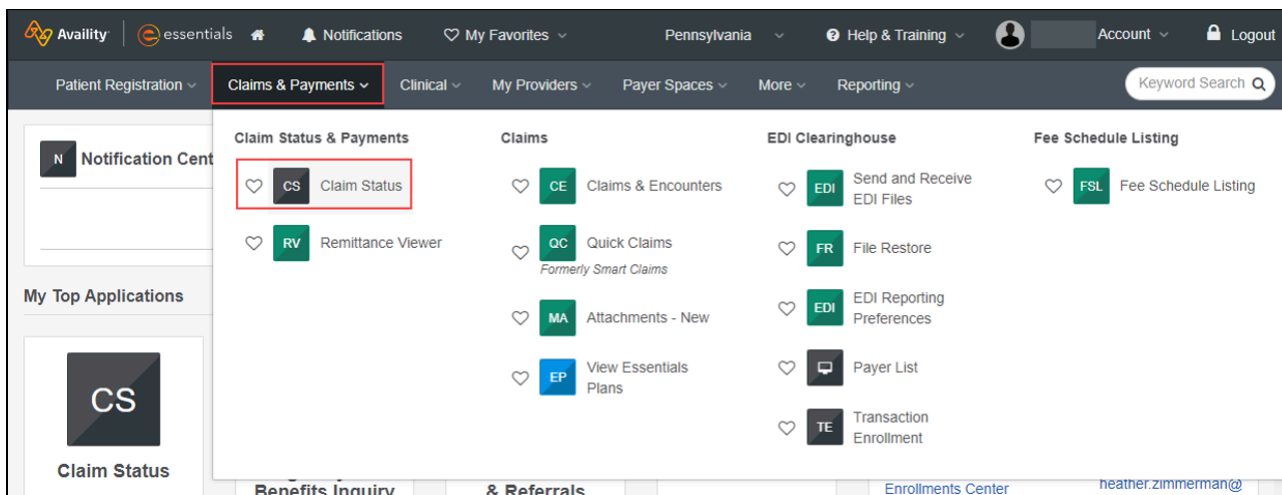 Availity essentials Notifications My Favorites Pennsylvania Help & Training Account Logout
Patient Registration Claims & Payments Clinical My Providers Payer Spaces More Reporting Keyword Search
N Notification Cent
Claim Status & Payments
CS Claim Status
RV Remittance Viewer
Claims
CE Claims & Encounters
QC Quick Claims
Formerly Smart Claims
MA Attachments - New
EP View Essentials
Plans
EDI Clearinghouse
EDI Send and Receive
EDI Files
FR File Restore
EDI EDI Reporting
Preferences
Payer List
TE Transaction
Enrollment
Fee Schedule Listing
FSL Fee Schedule Listing
My Top Applications
CS
Claim Status
Benefits Inquiry
& Referrals
Enrollments Center
heather.zimmerman@